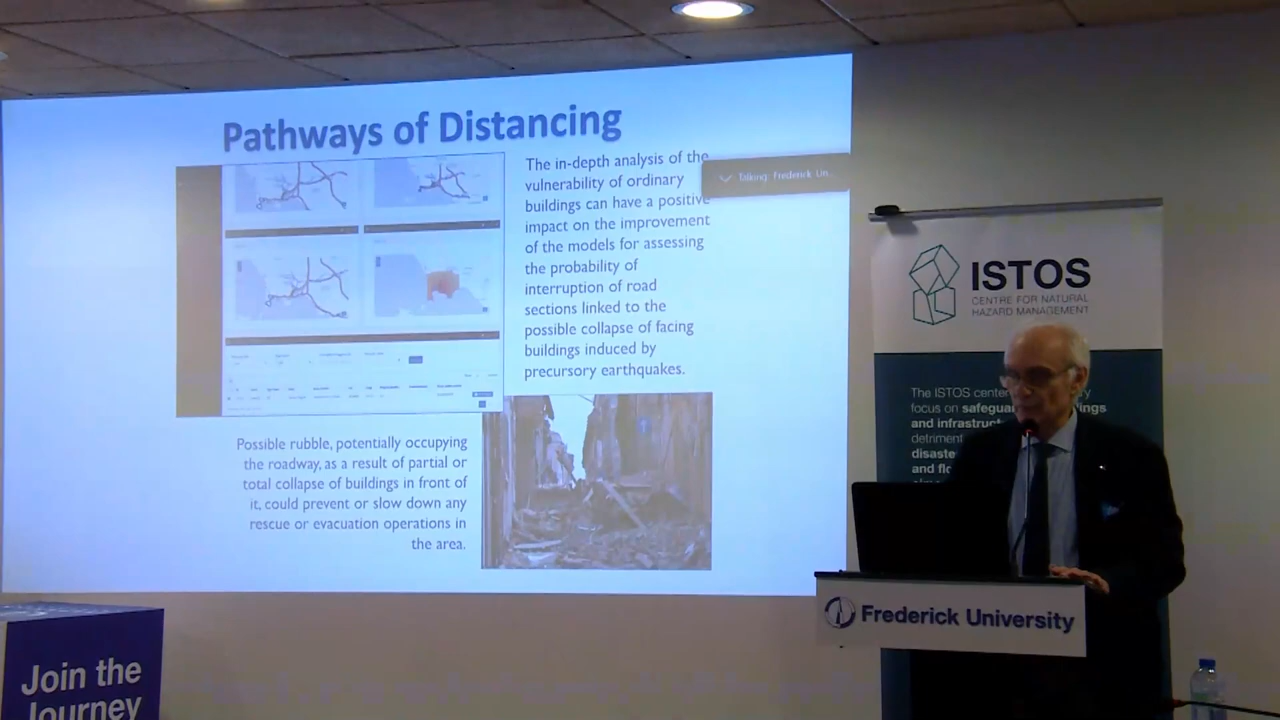 Pathways of Distancing
The in-depth analysis of the
vulnerability of ordinary
buildings can have a positive
impact on the improvement
of the models for assessing
the probability of
interruption of road
sections linked to the
possible collapse of facing
buildings induced by
precursory earthquakes.
Talking: Frederick Un...
Possible rubble, potentially occupying
the roadway, as a result of partial or
total collapse of buildings in front of
it, could prevent or slow down any
rescue or evacuation operations in
the area.
ISTOS
CENTRE FOR NATURAL
HAZARD MANAGEMENT
The ISTOS
focus on
and
Frederick University
Join the
Journey